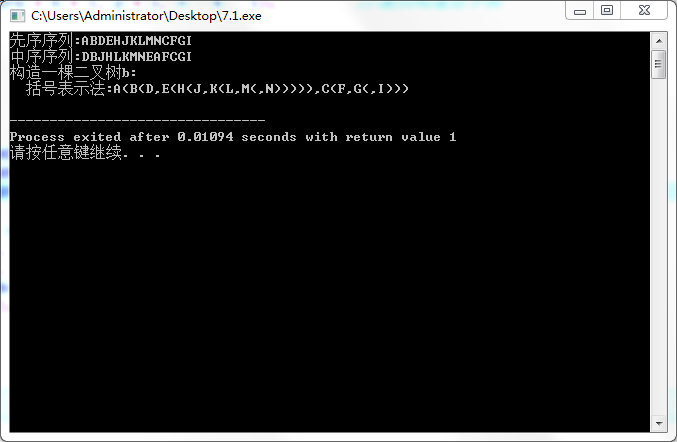 C:\Users\Administrator\Desktop\7.1.exe
先序序列:ABDEHJKLMNCFGI
中序序列:DBJHLKMNEAFCGI
构造一棵二叉树b:
  括号表示法:A(B(D,E(H(J,K(L,M(,N))))),C(F,G(,I)))
--------------------------------
Process exited after 0.01094 seconds with return value 1
请按任意键继续. . .